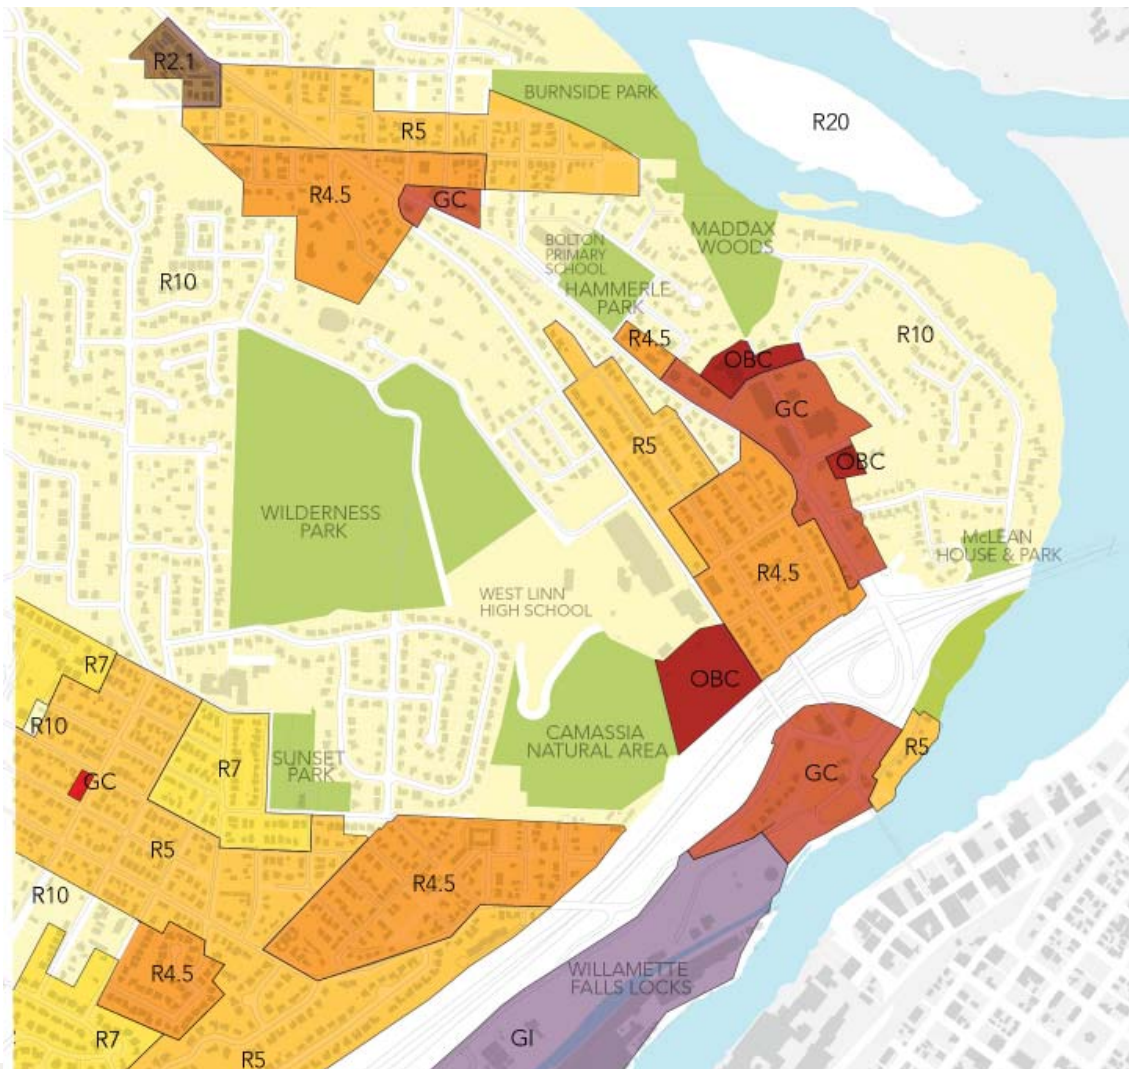 R2.1
BURNSIDE PARK
R20
R5
R4.5
GC
MADDAX
WOODS
BOLTON
PRIMARY
SCHOOL
R10
HAMMERLE
PARK
R4.5
R10
OBC
GC
R5
OBC
WILDERNESS
PARK
McLEAN
HOUSE & PARK
R4.5
WEST LINN
HIGH SCHOOL
R7
OBC
R10
CAMASSIA
NATURAL AREA
R5
SUNSET
PARK
R7
GC
GC
R5
R4.5
R10
R4.5
WILLAMETTE
FALLS LOCKS
R7
GI
R5